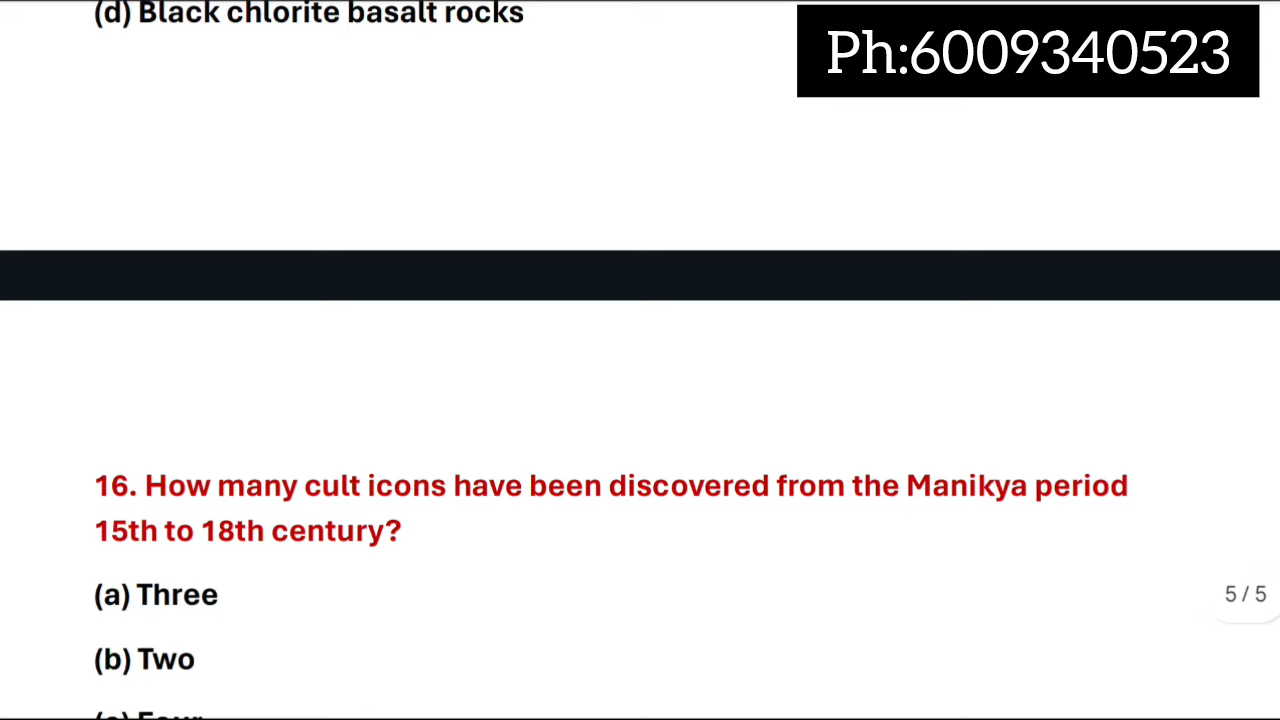 (d) Black chlorite basalt rocks
Ph:6009340523
16. How many cult icons have been discovered from the Manikya period
15th to 18th century?
(a) Three
5 / 5
(b) Two
(c) Four